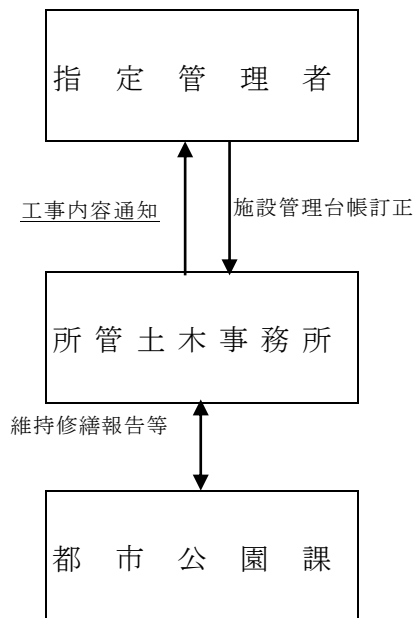 指定管理者
工事内容通知
施設管理台帳訂正
所管土木事務所
維持修繕報告等
都市公園課